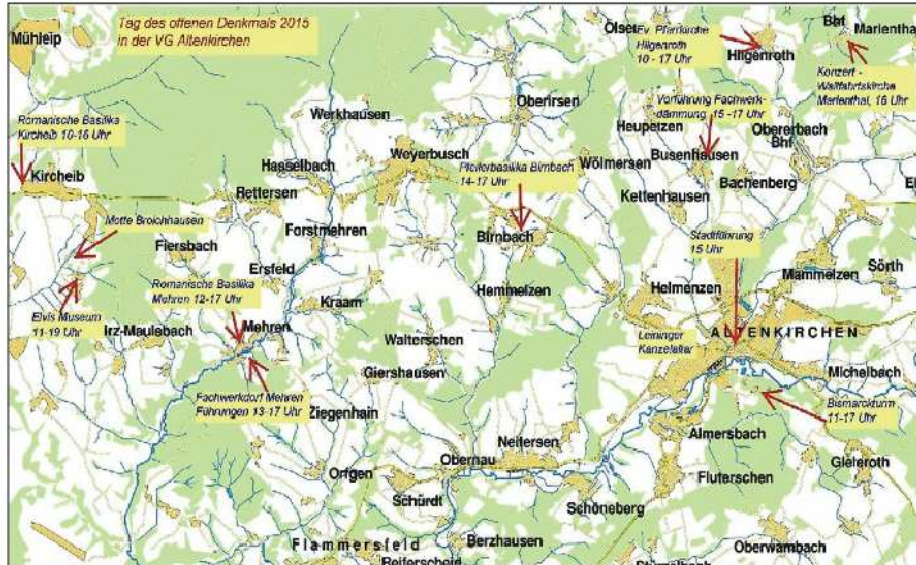 Tag des offenen Denkmals 2015
in der VG Altenkirchen
Mühleip
Ölser
Ev. Pfarrkirche
Hilgenroth
10 - 17 Uhr
Hilgenroth
Bhf
Marienthal
Konzert -
Wallfahrtskirche
Marienthal, 16 Uhr
Romanische Basilika
Kircheib 10-16 Uhr
Kircheib
Werkhausen
Oberirsen
Vorführung Fachwerk-
dämmung 15 -17 Uhr
Heupelzen
Obererbach
Bhf
Hasselbach
Weyerbusch
Pfeilerbasilika Birnbach
14-17 Uhr
Wölmersen
Busenhausen
Rettersen
Kettenhausen
Bachenberg
Motte Broichhausen
Forstmehren
Birnbach
Stadtführung
15 Uhr
Fiersbach
Ersfeld
Mammelzen
Sörth
Romanische Basilika
Mehren 12-17 Uhr
Hemmelzen
Helmenzen
Elvis Museum
11-19 Uhr
Kraam
Irz-Maulsbach
Mehren
Walterschen
Leininger
Kanzelaltar
ALTENKIRCHEN
Giershausen
Michelbach
Fachwerkdorf Mehren
Führungen 13-17 Uhr
Ziegenhain
Bismarckturm
11-17 Uhr
Almersbach
Neitersen
Obernau
Gieleroth
Orfgen
Fluterschen
Schürdt
Schöneberg
Flammersfeld
Berzhausen
Oberwambach
Reiferscheid